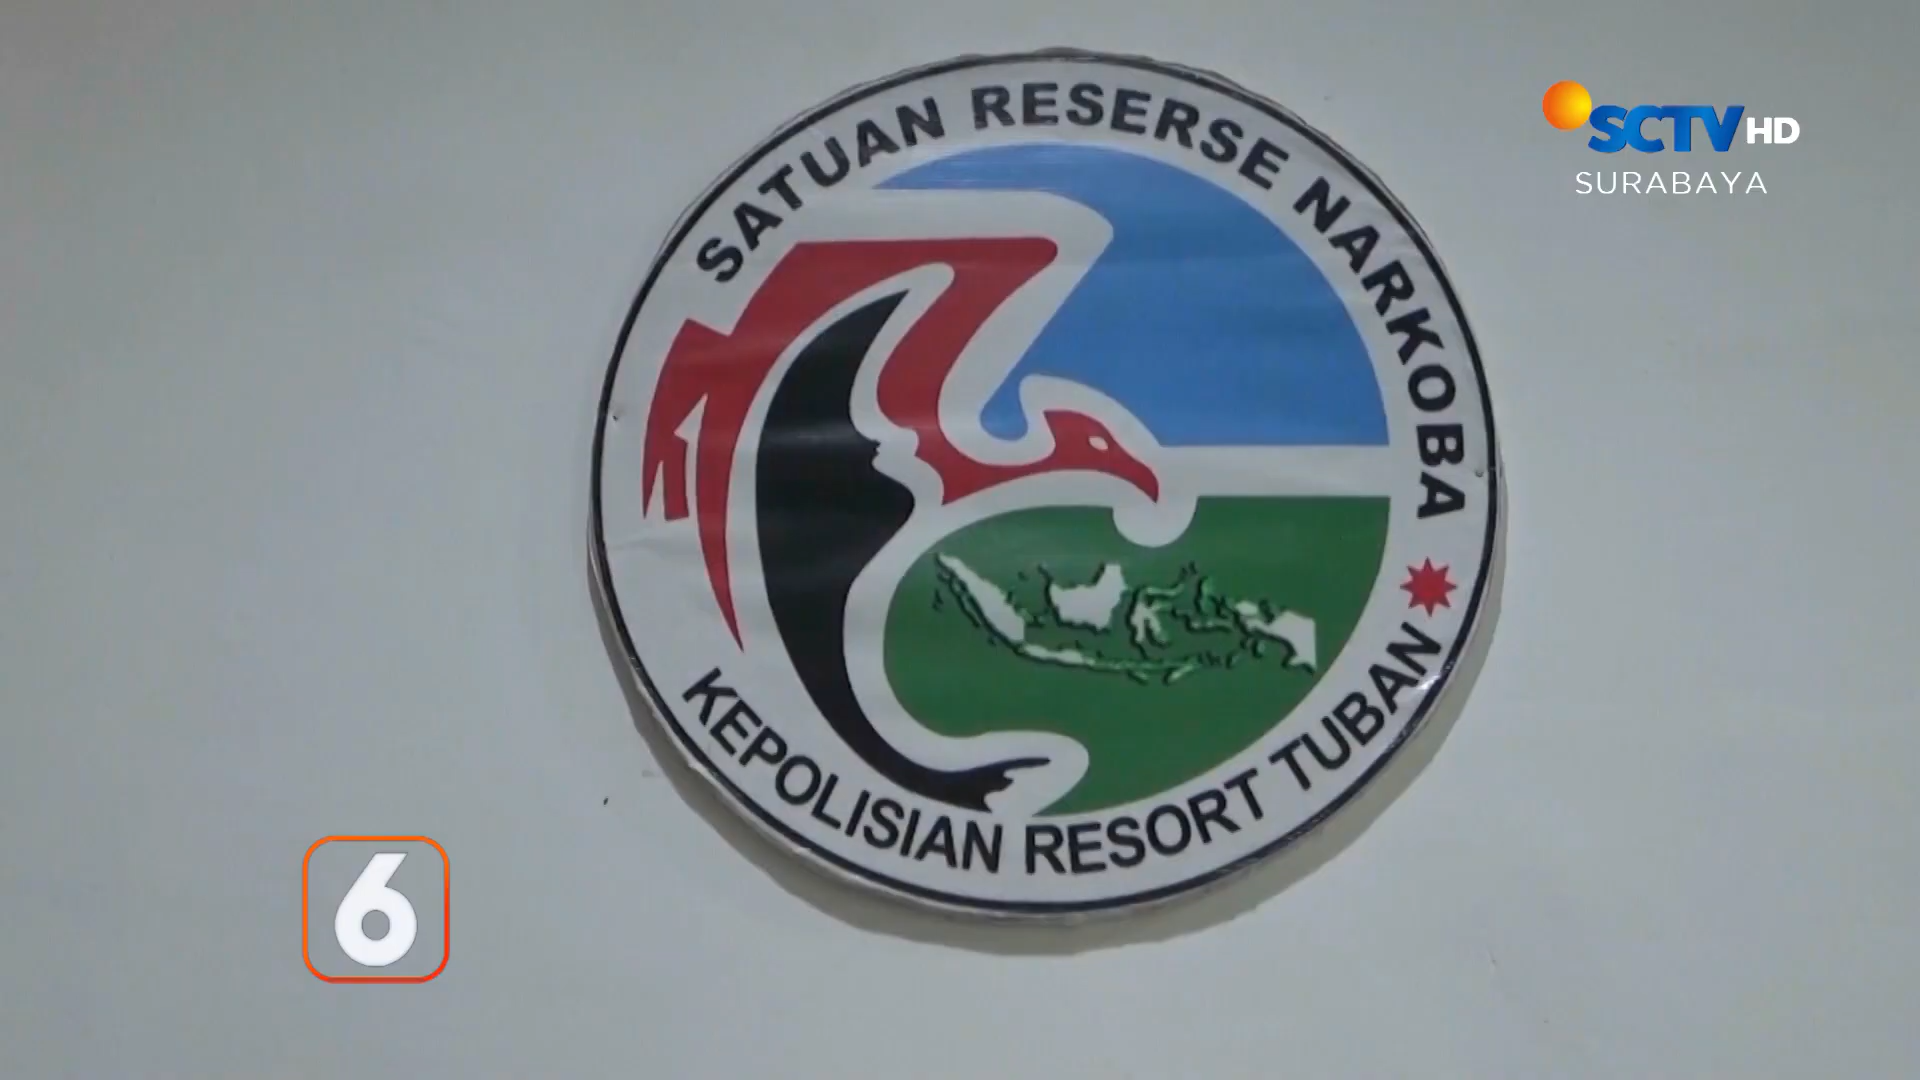 SATUAN RESERSE NARKOBA
KEPOLISIAN RESORT TUBAN
SCTV HD
SURABAYA
6